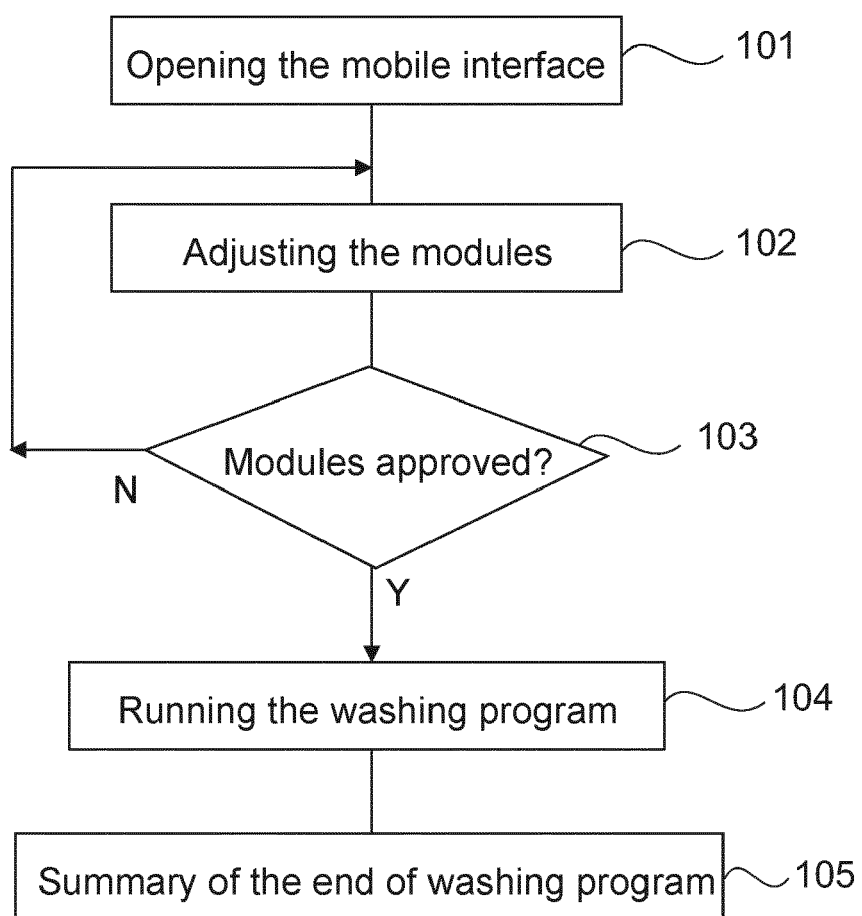 Opening the mobile interface
101
Adjusting the modules
102
Modules approved?
103
N
Y
Running the washing program
104
Summary of the end of washing program
105